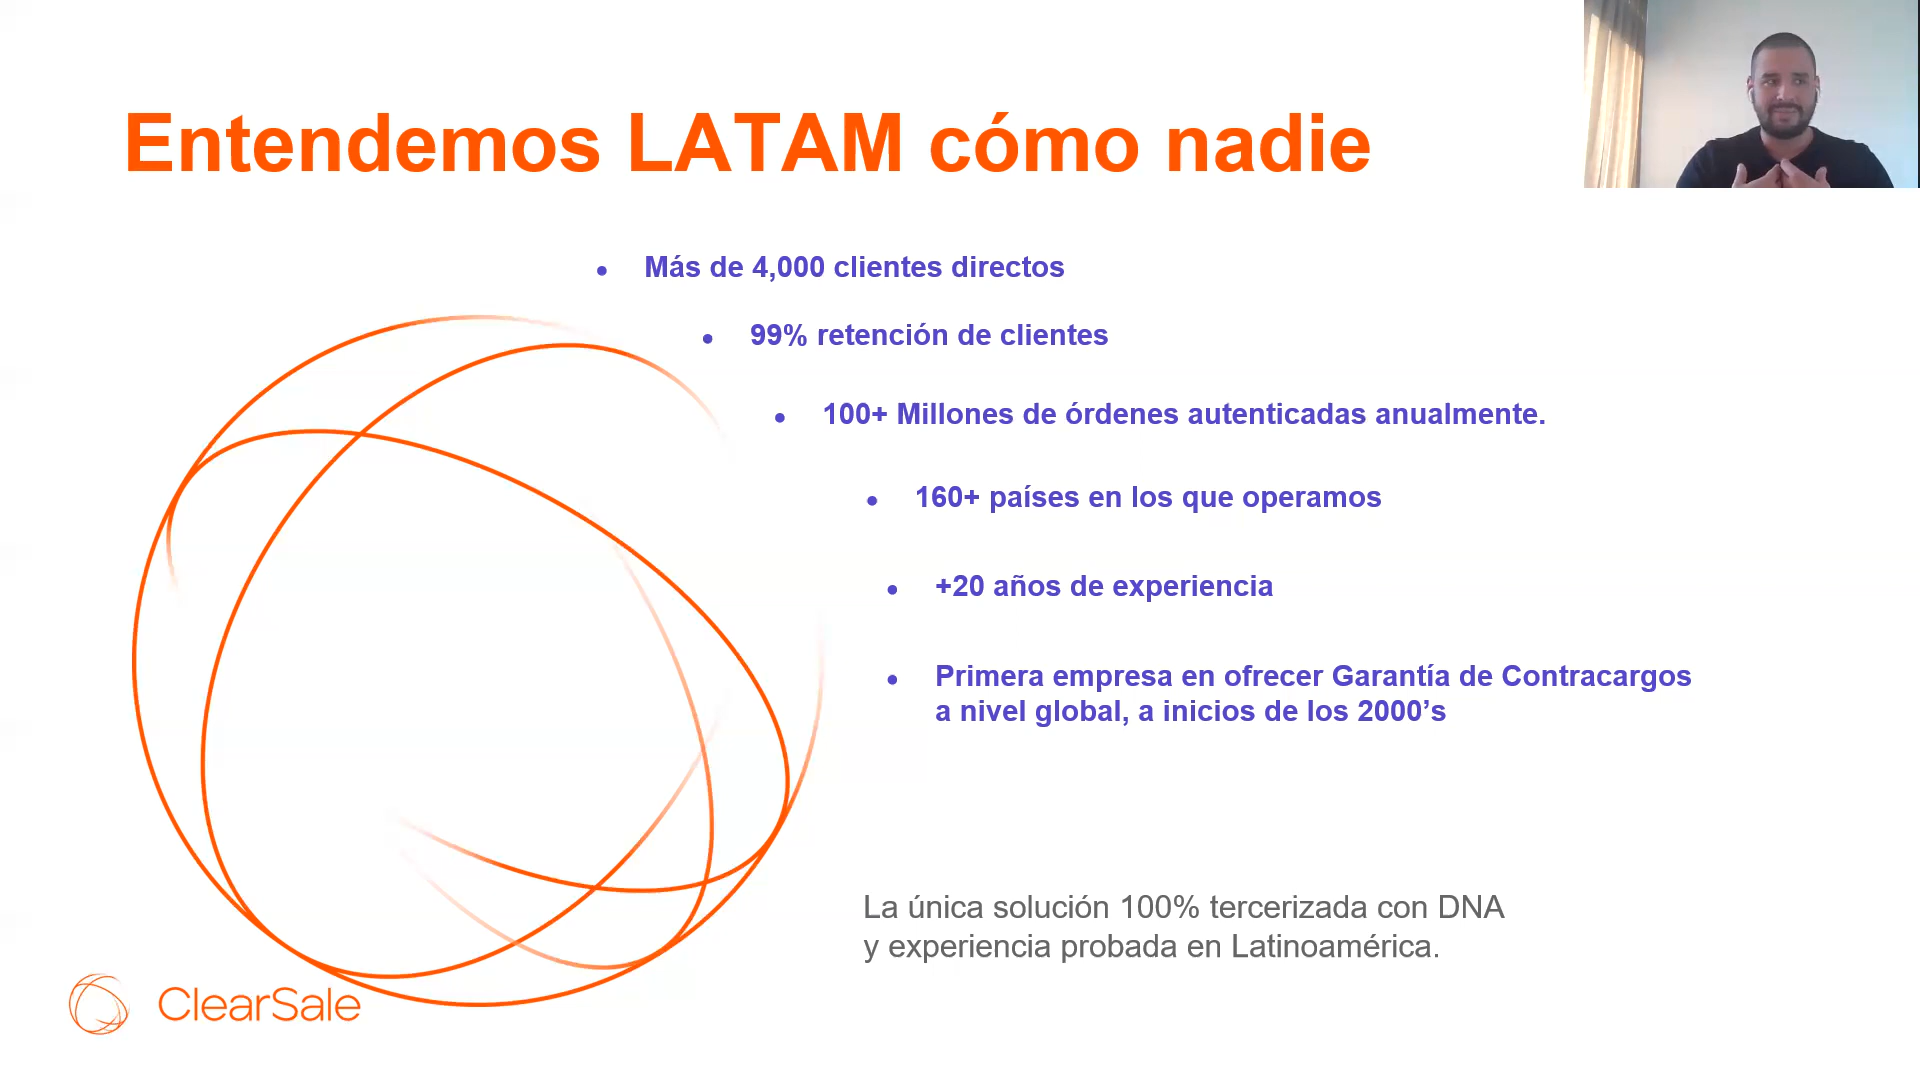 Entendemos LATAM cómo nadie
• Más de 4,000 clientes directos
• 99% retención de clientes
• 100+ Millones de órdenes autenticadas anualmente.
• 160+ países en los que operamos
• +20 años de experiencia
• Primera empresa en ofrecer Garantía de Contracargos
a nivel global, a inicios de los 2000’s
La única solución 100% tercerizada con DNA
y experiencia probada en Latinoamérica.
ClearSale